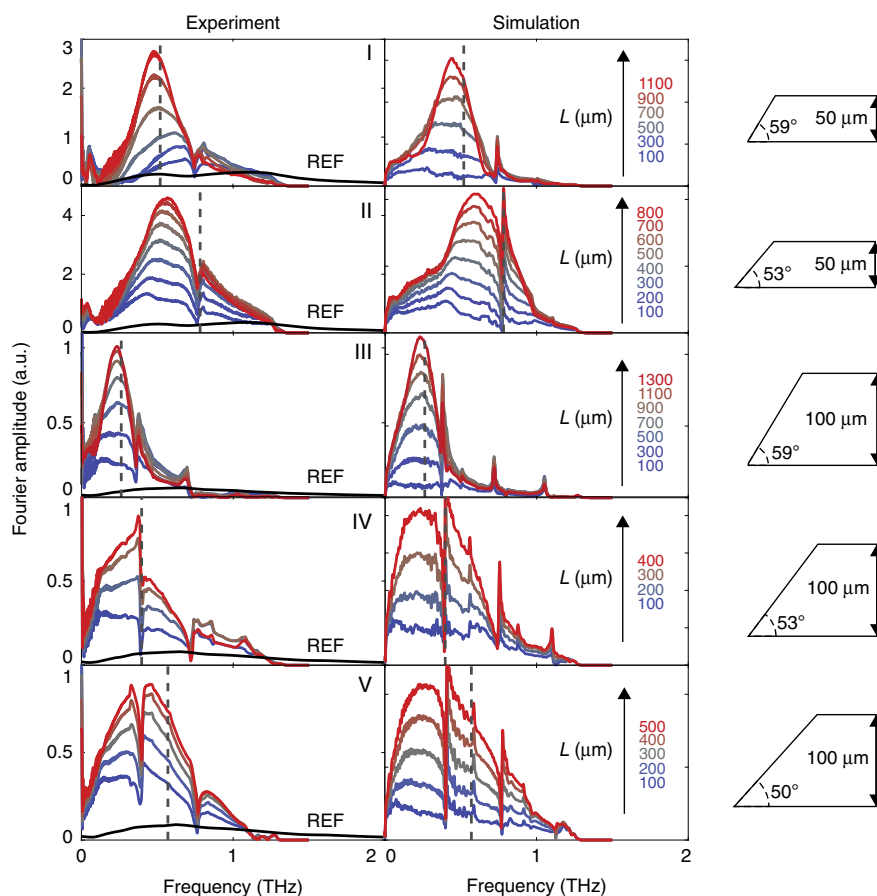 Experiment
Simulation
Fourier amplitude (a.u.)
3
2
1
0
I
REF
L (μm)
1100
900
700
500
300
100
59°
50 μm
4
2
0
II
REF
L (μm)
800
700
600
500
400
300
200
100
53°
50 μm
1
0.5
0
III
REF
L (μm)
1300
1100
900
700
500
300
100
59°
100 μm
1
0.5
0
IV
REF
L (μm)
400
300
200
100
53°
100 μm
1
0.5
0
V
REF
L (μm)
500
400
300
200
100
50°
100 μm
0 1 2 0 1 2
Frequency (THz) Frequency (THz)